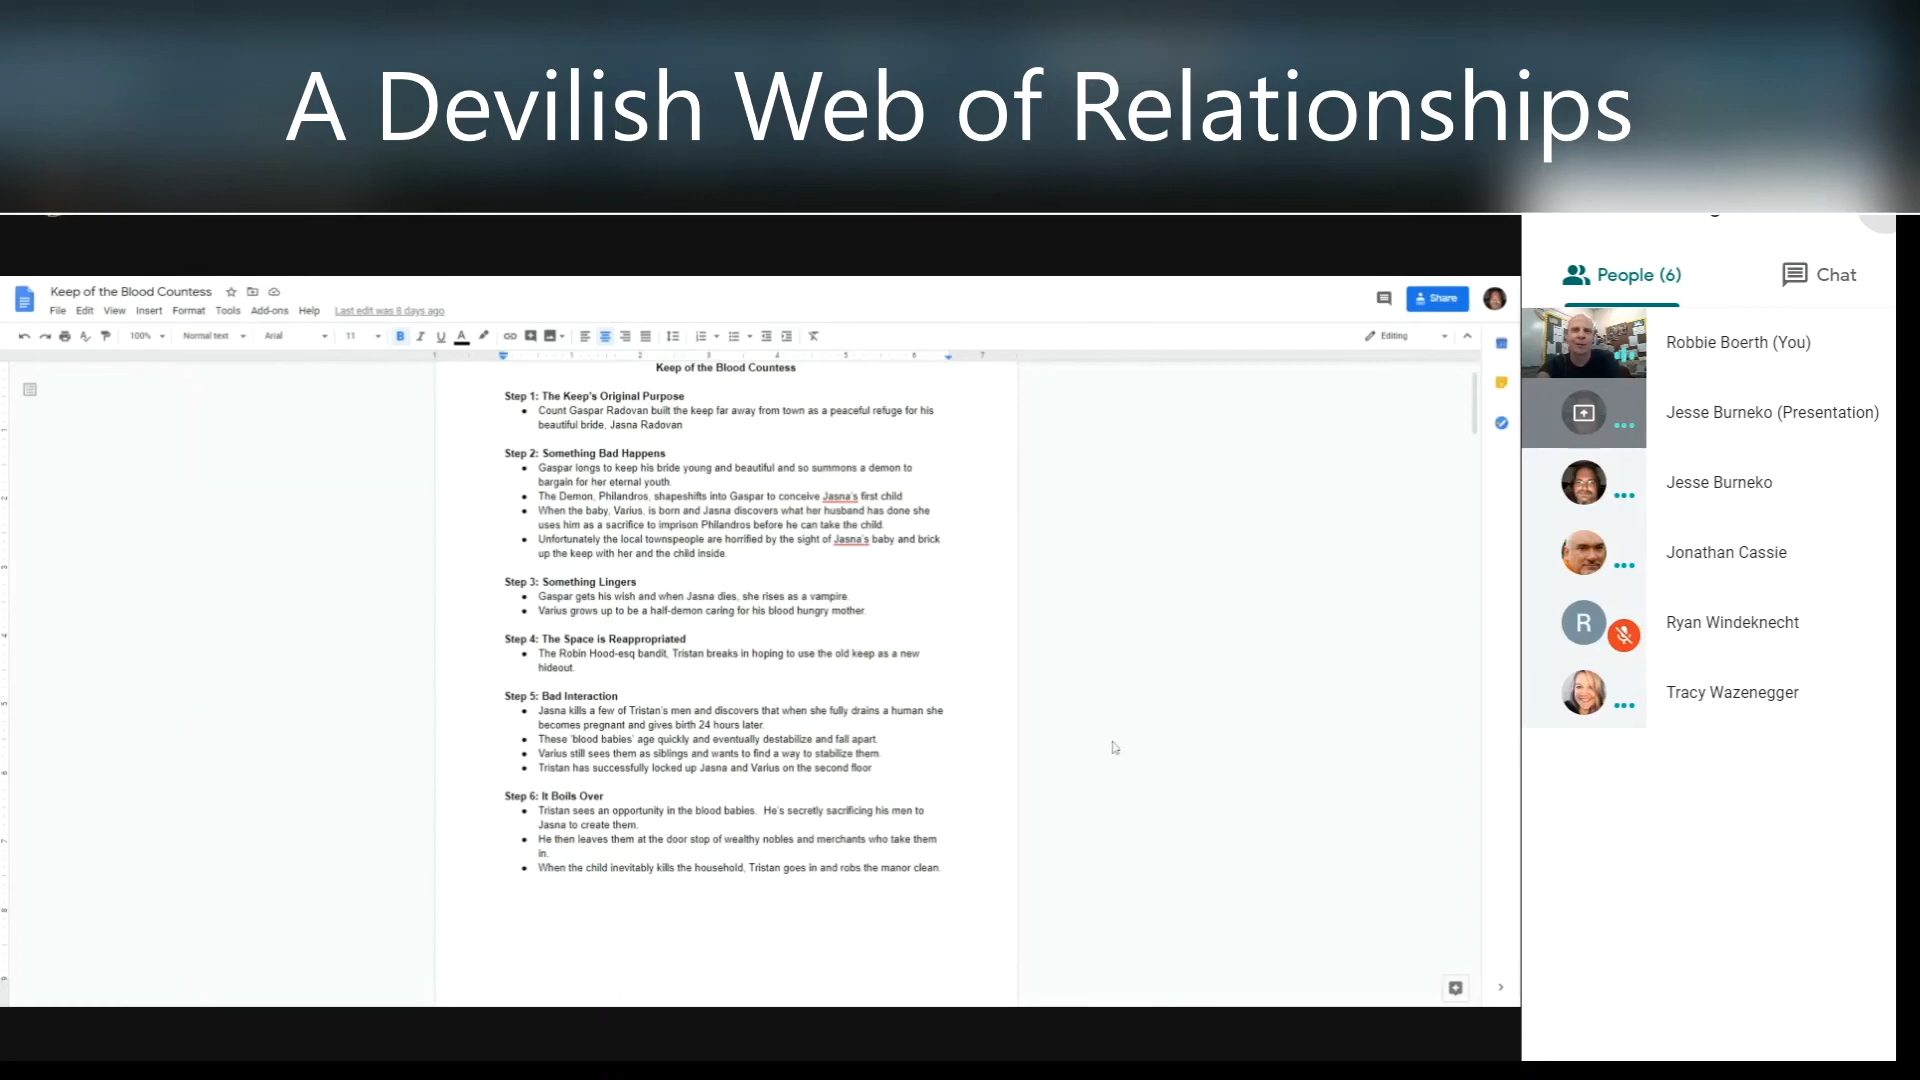 A Devilish Web of Relationships
Keep of the Blood Countess
File Edit View Insert Format Tools Add-ons Help Last edit was 8 days ago
Share
100% Normal text Arial 11 B I U A Editing
1 1 2 3 4 5 6 7
Keep of the Blood Countess
Step 1: The Keep's Original Purpose
● Count Gaspar Radovan built the keep far away from town as a peaceful refuge for his
beautiful bride, Jasna Radovan
Step 2: Something Bad Happens
● Gaspar longs to keep his bride young and beautiful and so summons a demon to
bargain for her eternal youth.
● The Demon, Philandros, shapeshifts into Gaspar to conceive Jasna's first child
● When the baby, Varius, is born and Jasna discovers what her husband has done she
uses him as a sacrifice to imprison Philandros before he can take the child.
● Unfortunately the local townspeople are horrified by the sight of Jasna's baby and brick
up the keep with her and the child inside.
Step 3: Something Lingers
● Gaspar gets his wish and when Jasna dies, she rises as a vampire.
● Varius grows up to be a half-demon caring for his blood hungry mother.
Step 4: The Space is Reappropriated
● The Robin Hood-esq bandit, Tristan breaks in hoping to use the old keep as a new
hideout.
Step 5: Bad Interaction
● Jasna kills a few of Tristan's men and discovers that when she fully drains a human she
becomes pregnant and gives birth 24 hours later.
● These 'blood babies' age quickly and eventually destabilize and fall apart.
● Varius still sees them as siblings and wants to find a way to stabilize them.
● Tristan has successfully locked up Jasna and Varius on the second floor
Step 6: It Boils Over
● Tristan sees an opportunity in the blood babies. He's secretly sacrificing his men to
Jasna to create them.
● He then leaves them at the door stop of wealthy nobles and merchants who take them
in.
● When the child inevitably kills the household, Tristan goes in and robs the manor clean.
People (6)
Chat
Robbie Boerth (You)
Jesse Burneko (Presentation)
Jesse Burneko
Jonathan Cassie
R
Ryan Windeknecht
Tracy Wazenegger